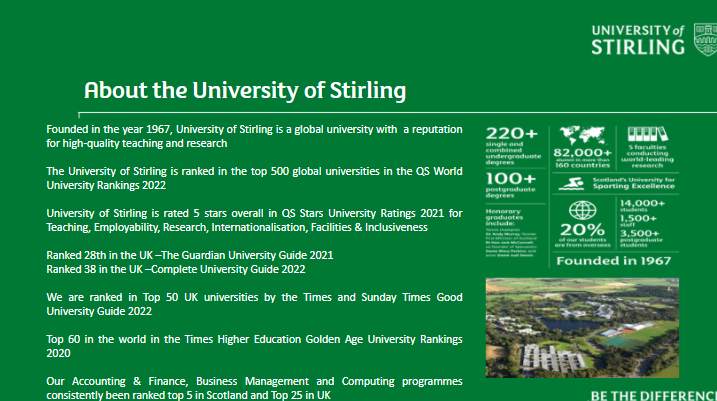 UNIVERSITY of
STIRLING
About the University of Stirling
Founded in the year 1967, University of Stirling is a global university with a reputation
for high-quality teaching and research
The University of Stirling is ranked in the top 500 global universities in the QS World
University Rankings 2022
University of Stirling is rated 5 stars overall in QS Stars University Ratings 2021 for
Teaching, Employability, Research, Internationalisation, Facilities & Inclusiveness
Ranked 28th in the UK –The Guardian University Guide 2021
Ranked 38 in the UK –Complete University Guide 2022
We are ranked in Top 50 UK universities by the Times and Sunday Times Good
University Guide 2022
Top 60 in the world in the Times Higher Education Golden Age University Rankings
2020
Our Accounting & Finance, Business Management and Computing programmes
consistently been ranked top 5 in Scotland and Top 25 in UK
220+
single and
combined
undergraduate
degrees
100+
postgraduate
degrees
Honorary
graduates
include:
82,000+
alumni in more than
160 countries
5 faculties
conducting
world-leading
research
Scotland's University for
Sporting Excellence
20%
of our students
are from overseas
14,000+
students
1,500+
staff
3,500+
postgraduate
students
Founded in 1967
BE THE DIFFERENC